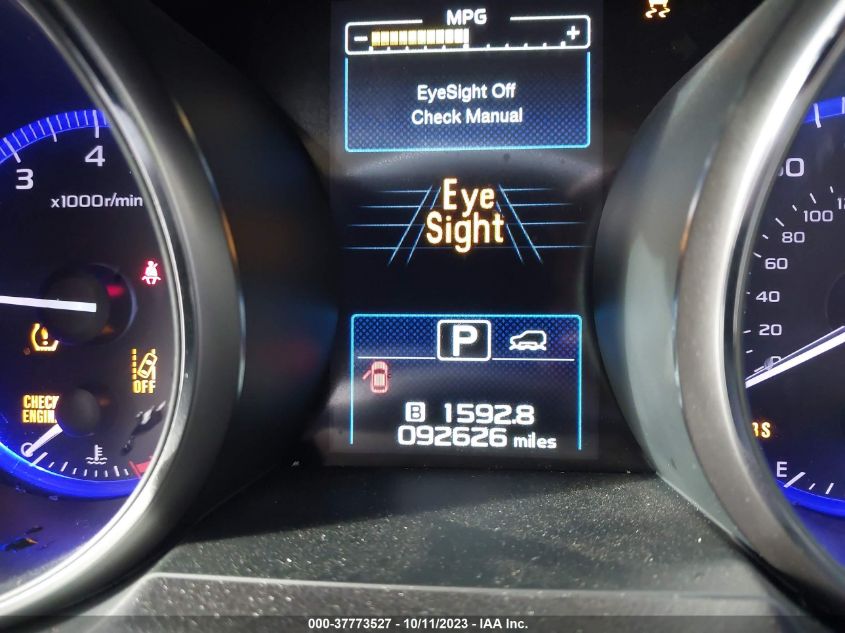 MPG
- +
EyeSight Off
Check Manual
3 4
x1000r/min
Eye
Sight
100
80
60
40
20
P
OFF
CHECK
B 1592.8
092626 miles
C
E
000-37773527 - 10/11/2023 - IAA Inc.